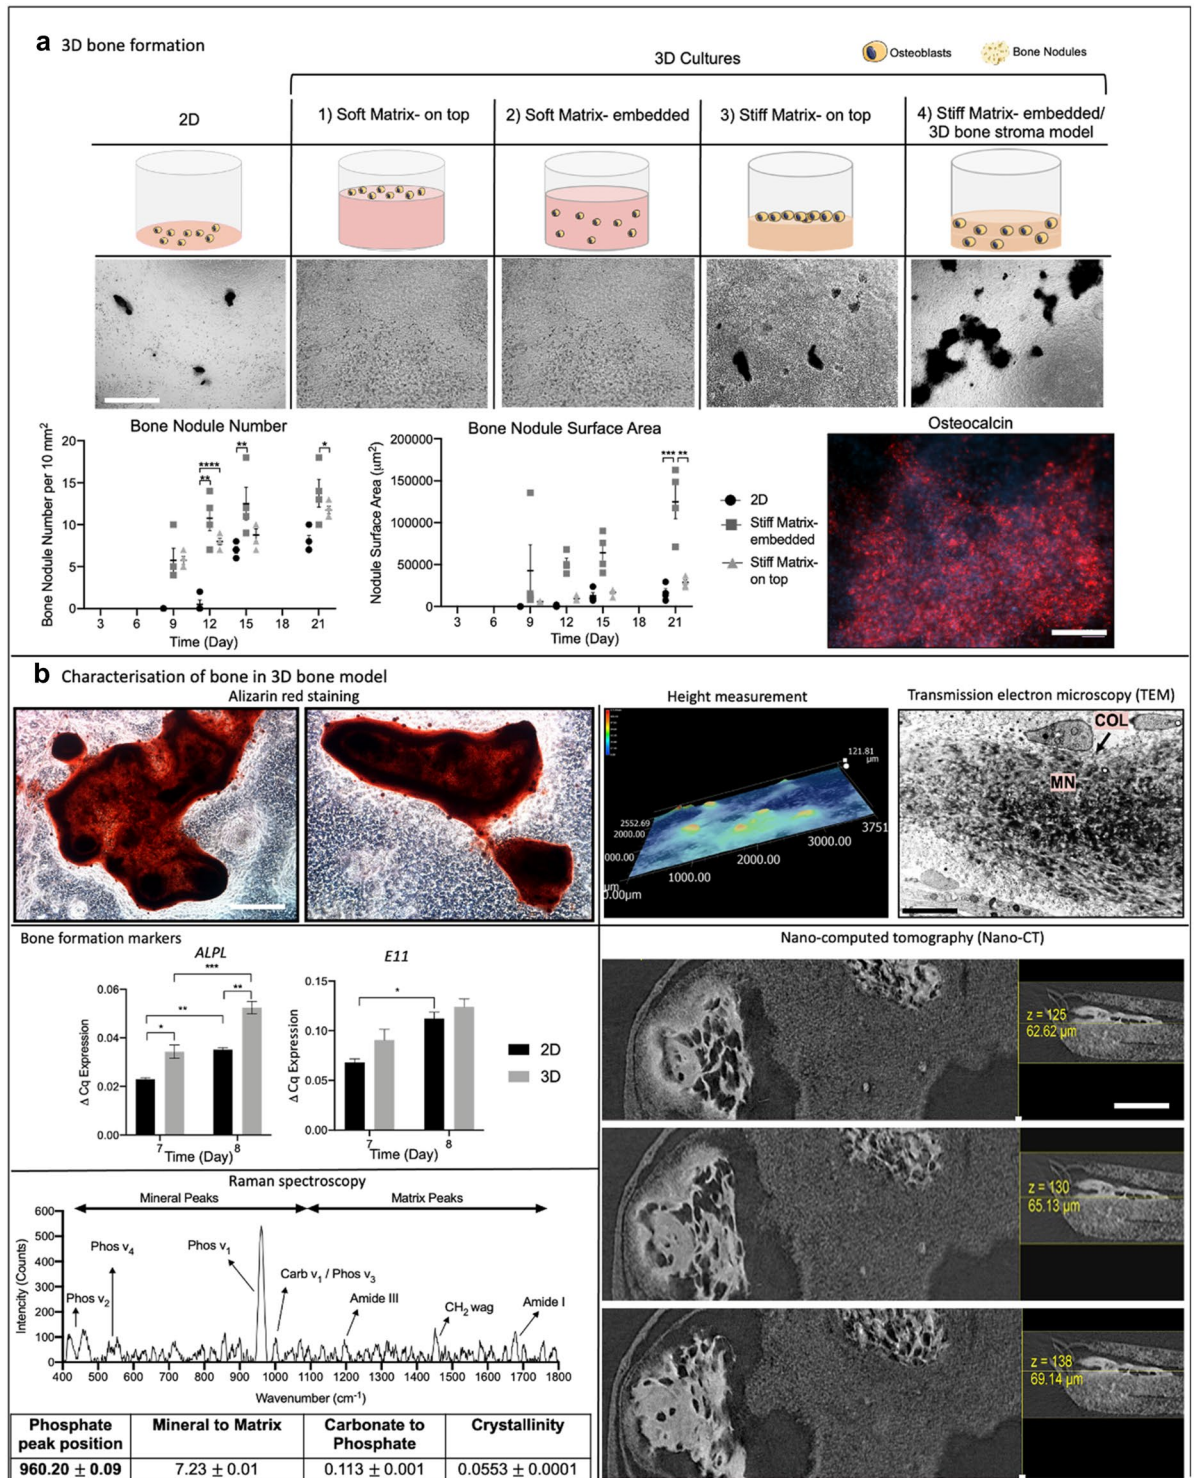 a 3D bone formation
3D Cultures
Osteoblasts
Bone Nodules
2D
1) Soft Matrix- on top
2) Soft Matrix- embedded
3) Stiff Matrix- on top
4) Stiff Matrix- embedded/
3D bone stroma model
Bone Nodule Number
Bone Nodule Number per 10 mm²
20
15
10
5
0
**
****
**
*
3 6 9 12 15 18 21
Time (Day)
Bone Nodule Surface Area
Nodule Surface Area (µm²)
200000
150000
100000
50000
0
*** **
3 6 9 12 15 18 21
Time (Day)
2D
Stiff Matrix-
embedded
Stiff Matrix-
on top
Osteocalcin
b Characterisation of bone in 3D bone model
Alizarin red staining
Height measurement
121.81
µm
2552.69
2000.00
000.00
µm
0.00µm
1000.00
2000.00
3000.00
3751
Transmission electron microscopy (TEM)
COL
MN
Bone formation markers
ALPL
Δ Cq Expression
0.06
0.04
0.02
0.00
***
**
**
*
7 8
Time (Day)
E11
Δ Cq Expression
0.15
0.10
0.05
0.00
*
7 8
Time (Day)
2D
3D
Nano-computed tomography (Nano-CT)
z = 125
62.62 µm
z = 130
65.13 µm
z = 138
69.14 µm
Raman spectroscopy
Mineral Peaks
Matrix Peaks
Intencity (Counts)
600
500
400
300
200
100
0
Phos v₂
Phos v₄
Phos v₁
Carb v₁ / Phos v₃
Amide III
CH₂ wag
Amide I
400 500 600 700 800 900 1000 1100 1200 1300 1400 1500 1600 1700 1800
Wavenumber (cm⁻¹)
Phosphate
peak position
Mineral to Matrix
Carbonate to
Phosphate
Crystallinity
960.20 ± 0.09
7.23 ± 0.01
0.113 ± 0.001
0.0553 ± 0.0001